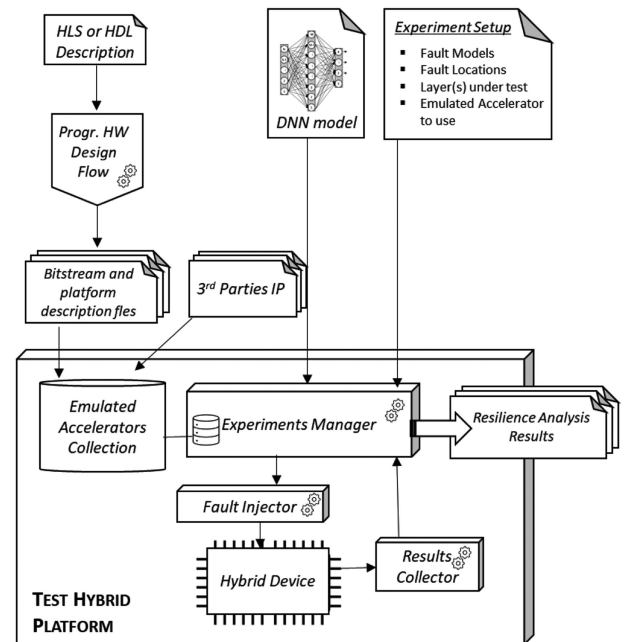 HLS or HDL
Description
DNN model
Experiment Setup
▪ Fault Models
▪ Fault Locations
▪ Layer(s) under test
▪ Emulated Accelerator
to use
Progr. HW
Design
Flow
Bitstream and
platform
description fles
3rd Parties IP
Emulated
Accelerators
Collection
Experiments Manager
Resilience Analysis
Results
Fault Injector
Hybrid Device
Results
Collector
TEST HYBRID
PLATFORM